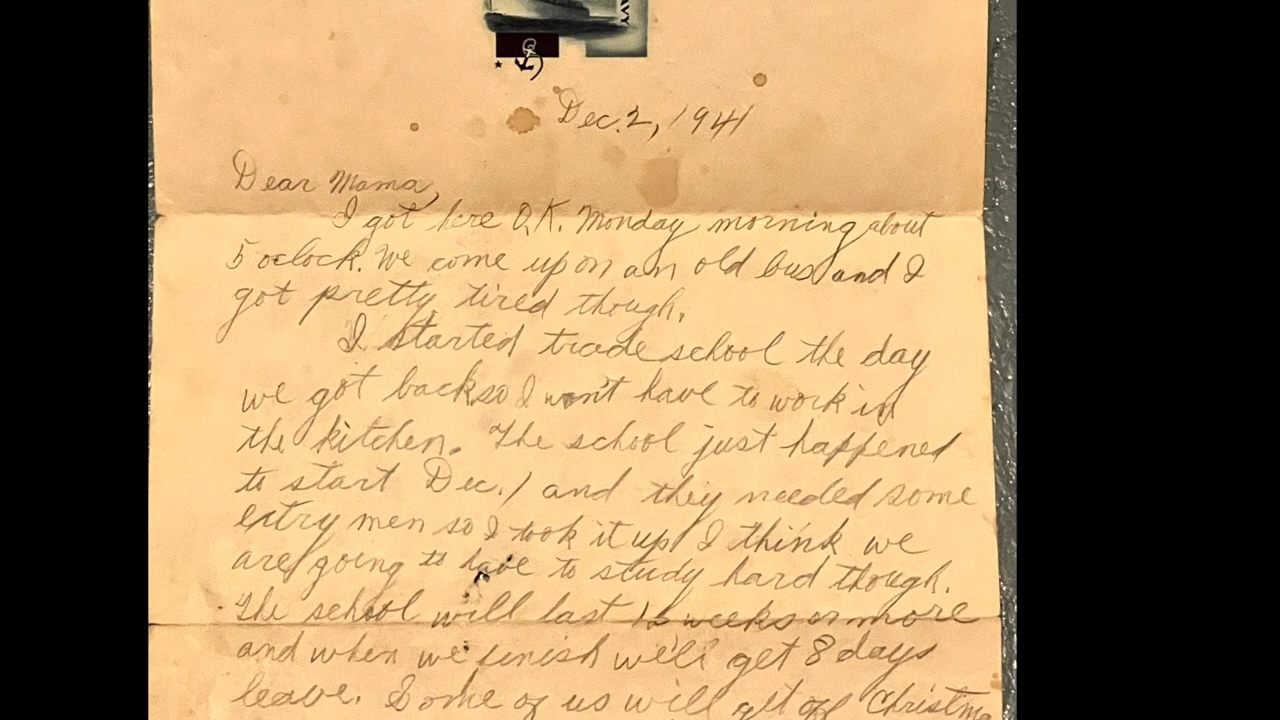 AVY
Dec. 2, 1941
Dear Mama,
I got here O.K. Monday morning about
5 oclock. We come up on an old bus and I
got pretty tired though.
I started trade school the day
we got back so I won't have to work in
the kitchen. The school just happened
to start Dec. 1 and they needed some
extry men so I took it up I think we
are going to have to study hard though.
The school will last weeks or more
and when we finish we'll get 8 days
leave. Some of us will get off Christma